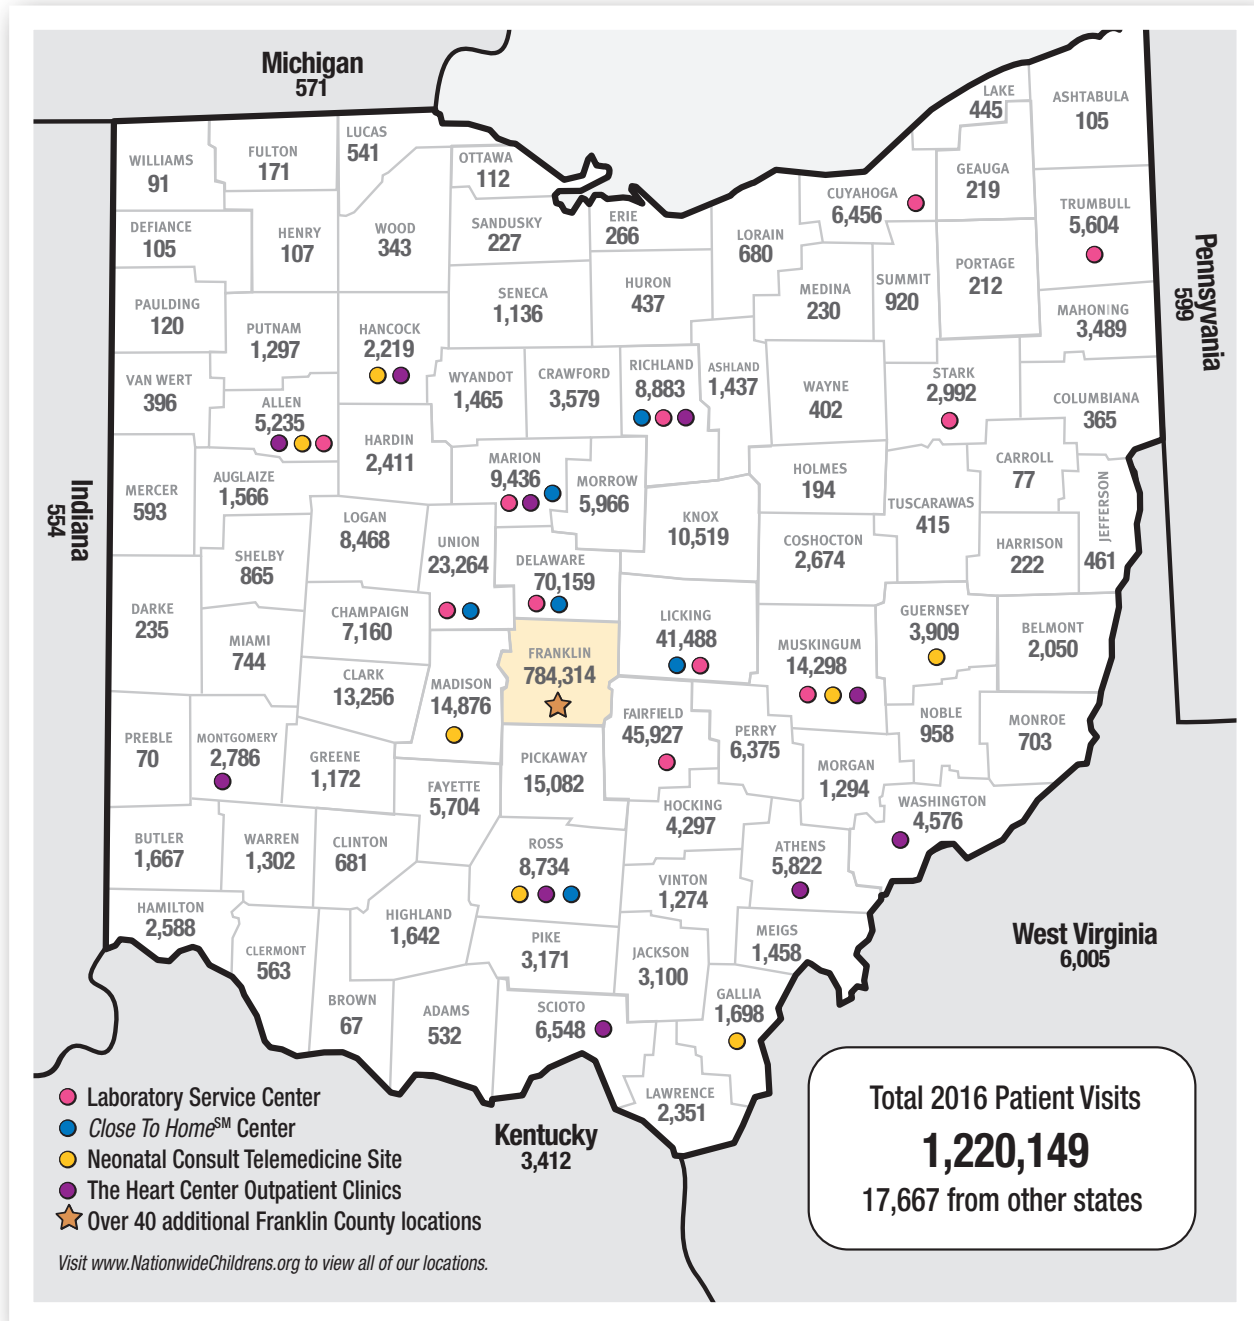 Michigan
571
LAKE
445
ASHTABULA
105
WILLIAMS
91
FULTON
171
LUCAS
541
OTTAWA
112
GEAUGA
219
CUYAHOGA
6,456
TRUMBULL
5,604
DEFIANCE
105
HENRY
107
WOOD
343
SANDUSKY
227
ERIE
266
LORAIN
680
Pennsyvania
599
PAULDING
120
SENECA
1,136
HURON
437
MEDINA
230
SUMMIT
920
PORTAGE
212
MAHONING
3,489
PUTNAM
1,297
HANCOCK
2,219
VAN WERT
396
ALLEN
5,235
WYANDOT
1,465
CRAWFORD
3,579
RICHLAND
8,883
ASHLAND
1,437
WAYNE
402
STARK
2,992
COLUMBIANA
365
HARDIN
2,411
MERCER
593
AUGLAIZE
1,566
MARION
9,436
MORROW
5,966
HOLMES
194
CARROLL
77
TUSCARAWAS
415
JEFFERSON
461
Indiana
554
LOGAN
8,468
UNION
23,264
KNOX
10,519
COSHOCTON
2,674
HARRISON
222
SHELBY
865
DELAWARE
70,159
DARKE
235
CHAMPAIGN
7,160
LICKING
41,488
GUERNSEY
3,909
BELMONT
2,050
MIAMI
744
FRANKLIN
784,314
MUSKINGUM
14,298
CLARK
13,256
MADISON
14,876
FAIRFIELD
45,927
PERRY
6,375
NOBLE
958
MONROE
703
PREBLE
70
MONTGOMERY
2,786
GREENE
1,172
PICKAWAY
15,082
MORGAN
1,294
FAYETTE
5,704
HOCKING
4,297
WASHINGTON
4,576
BUTLER
1,667
WARREN
1,302
CLINTON
681
ROSS
8,734
ATHENS
5,822
VINTON
1,274
HAMILTON
2,588
HIGHLAND
1,642
PIKE
3,171
MEIGS
1,458
West Virginia
6,005
CLERMONT
563
JACKSON
3,100
BROWN
67
ADAMS
532
SCIOTO
6,548
GALLIA
1,698
LAWRENCE
2,351
Kentucky
3,412
Laboratory Service Center
Close To Home℠ Center
Neonatal Consult Telemedicine Site
The Heart Center Outpatient Clinics
Over 40 additional Franklin County locations
Visit www.NationwideChildrens.org to view all of our locations.
Total 2016 Patient Visits
1,220,149
17,667 from other states